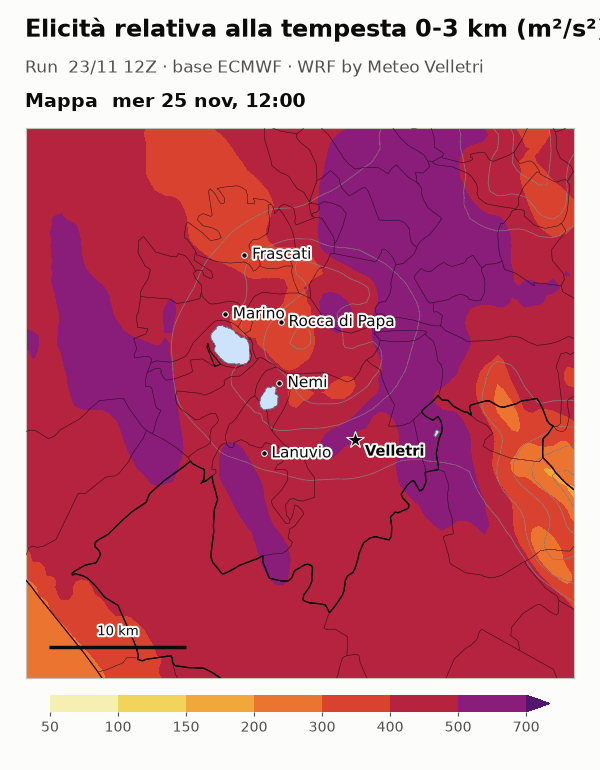 Elicità relativa alla tempesta 0-3 km (m²/s²)
Run 23/11 12Z · base ECMWF · WRF by Meteo Velletri
Mappa mer 25 nov, 12:00
Frascati
Marino
Rocca di Papa
Nemi
Velletri
Lanuvio
10 km
50 100 150 200 300 400 500 700